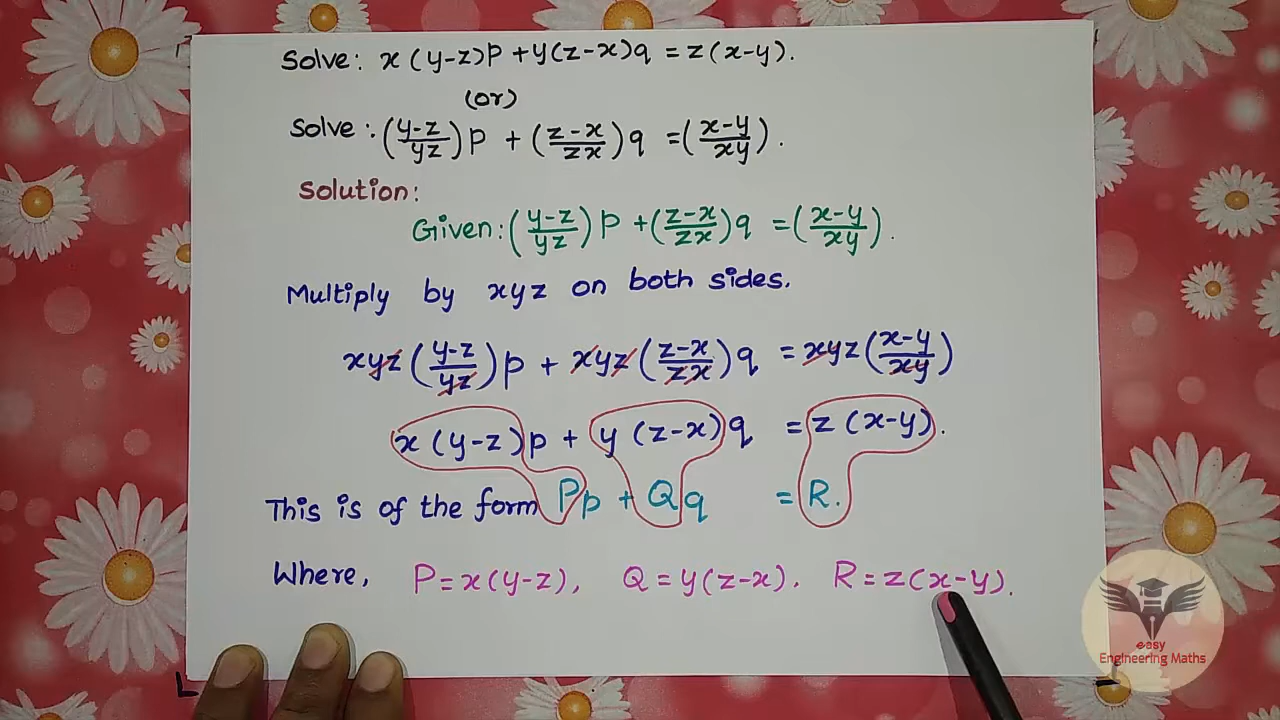 Solve: x(y-z)p + y(z-x)q = z(x-y).
(or)
Solve: ((y-z)/yz)p + ((z-x)/zx)q = ((x-y)/xy).
Solution:
Given: ((y-z)/yz)p + ((z-x)/zx)q = ((x-y)/xy).
Multiply by xyz on both sides.
xyz((y-z)/yz)p + xyz((z-x)/zx)q = xyz((x-y)/xy)
x(y-z)p + y(z-x)q = z(x-y).
This is of the form Pp + Qq = R.
Where, P=x(y-z), Q=y(z-x). R=z(x-y).
easy
Engineering Maths